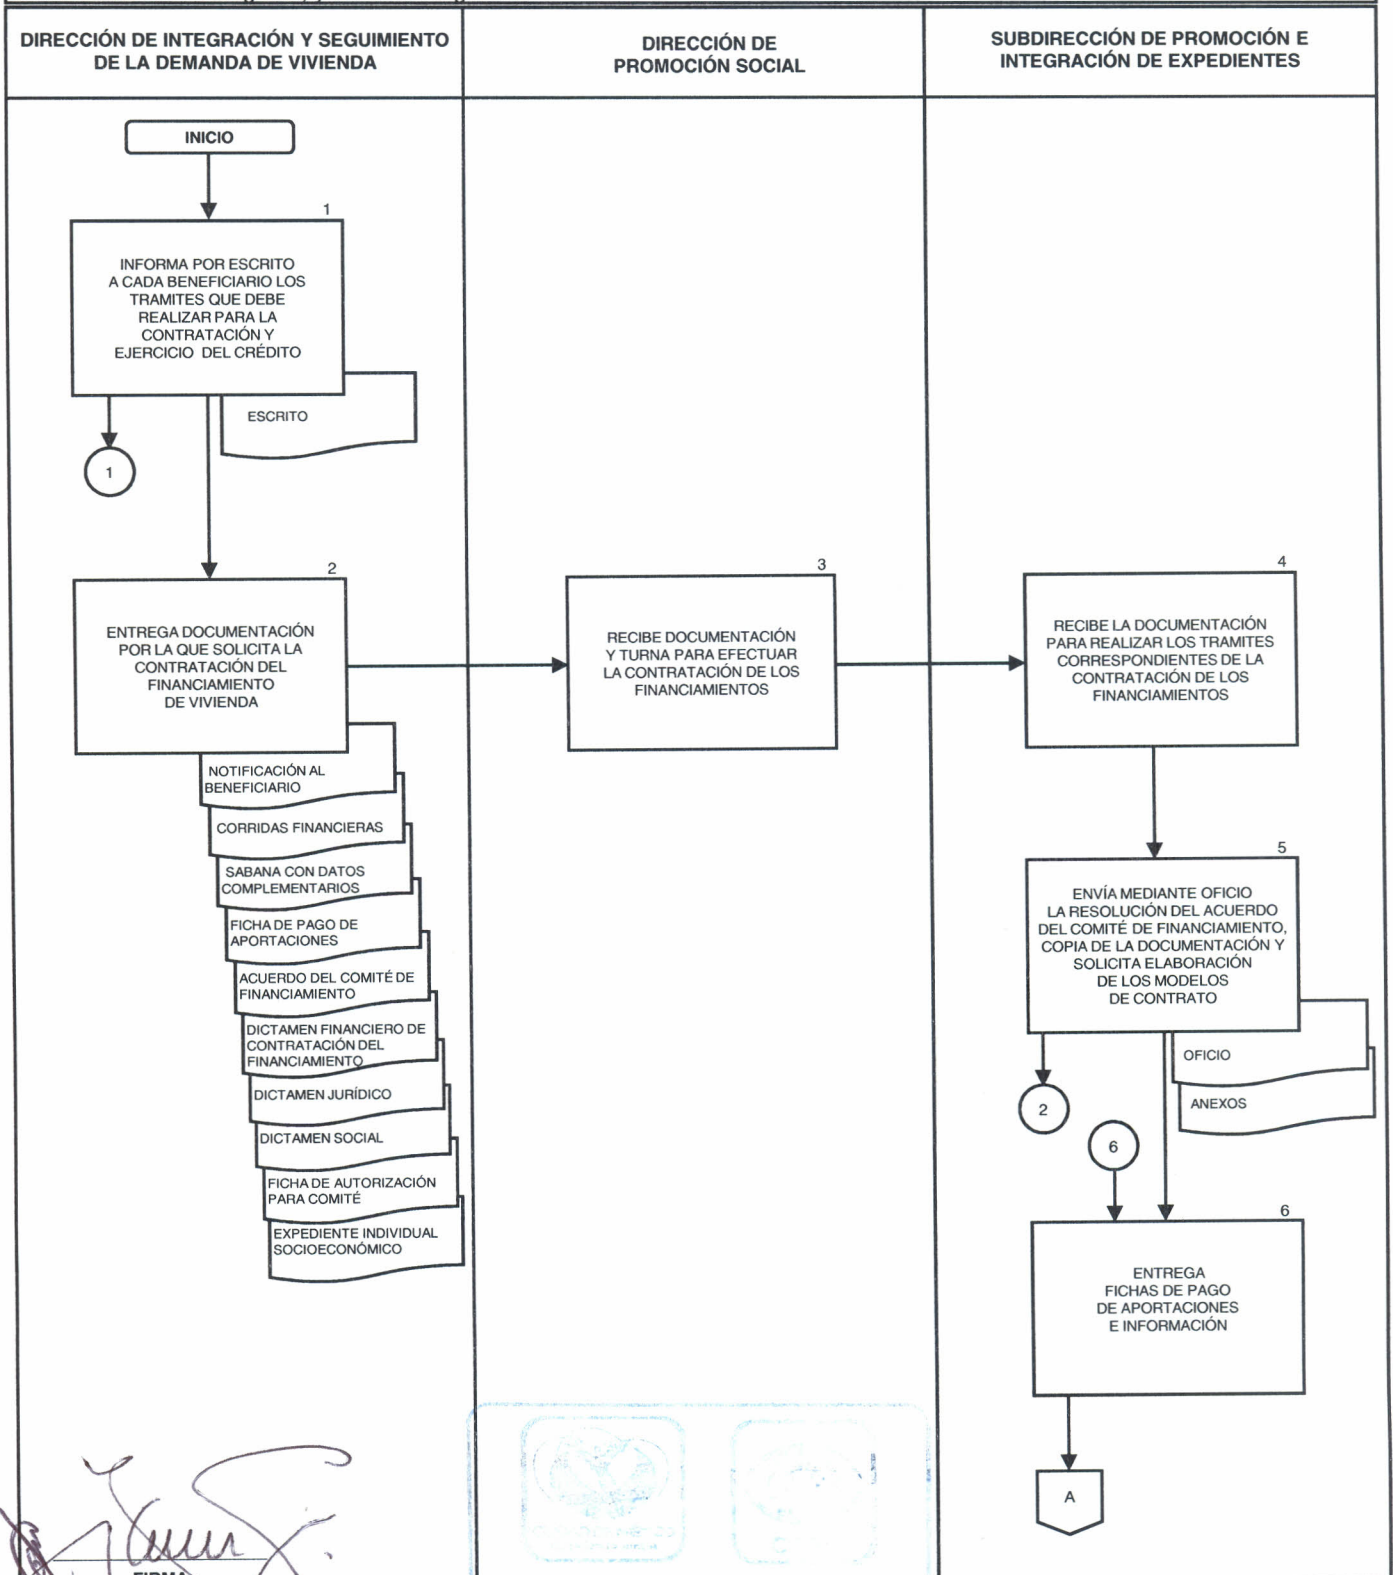 DIRECCIÓN DE INTEGRACIÓN Y SEGUIMIENTO
DE LA DEMANDA DE VIVIENDA
DIRECCIÓN DE
PROMOCIÓN SOCIAL
SUBDIRECCIÓN DE PROMOCIÓN E
INTEGRACIÓN DE EXPEDIENTES
INICIO
1
INFORMA POR ESCRITO
A CADA BENEFICIARIO LOS
TRAMITES QUE DEBE
REALIZAR PARA LA
CONTRATACIÓN Y
EJERCICIO DEL CRÉDITO
ESCRITO
1
2
ENTREGA DOCUMENTACIÓN
POR LA QUE SOLICITA LA
CONTRATACIÓN DEL
FINANCIAMIENTO
DE VIVIENDA
NOTIFICACIÓN AL
BENEFICIARIO
CORRIDAS FINANCIERAS
SABANA CON DATOS
COMPLEMENTARIOS
FICHA DE PAGO DE
APORTACIONES
ACUERDO DEL COMITÉ DE
FINANCIAMIENTO
DICTAMEN FINANCIERO DE
CONTRATACIÓN DEL
FINANCIAMIENTO
DICTAMEN JURÍDICO
DICTAMEN SOCIAL
FICHA DE AUTORIZACIÓN
PARA COMITÉ
EXPEDIENTE INDIVIDUAL
SOCIOECONÓMICO
3
RECIBE DOCUMENTACIÓN
Y TURNA PARA EFECTUAR
LA CONTRATACIÓN DE LOS
FINANCIAMIENTOS
4
RECIBE LA DOCUMENTACIÓN
PARA REALIZAR LOS TRAMITES
CORRESPONDIENTES DE LA
CONTRATACIÓN DE LOS
FINANCIAMIENTOS
5
ENVÍA MEDIANTE OFICIO
LA RESOLUCIÓN DEL ACUERDO
DEL COMITÉ DE FINANCIAMIENTO,
COPIA DE LA DOCUMENTACIÓN Y
SOLICITA ELABORACIÓN
DE LOS MODELOS
DE CONTRATO
OFICIO
ANEXOS
2
6
6
ENTREGA
FICHAS DE PAGO
DE APORTACIONES
E INFORMACIÓN
A
FIRMA